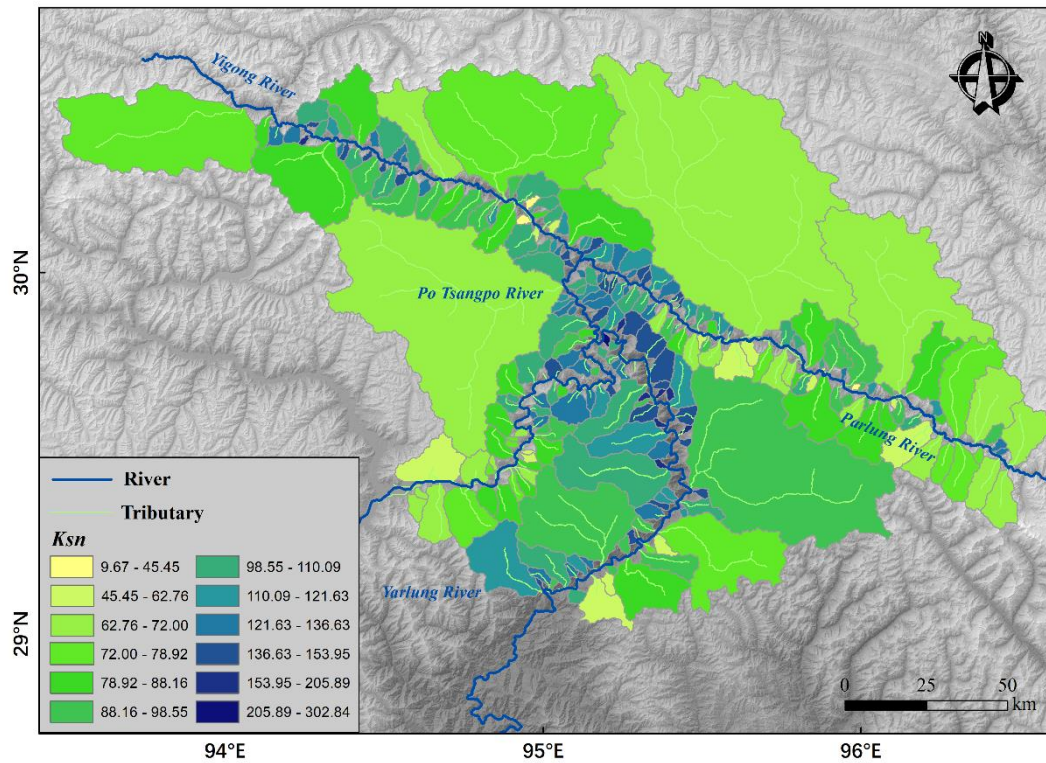 Yigong River
N
30°N
Po Tsangpo River
Parlung River
Yarlung River
29°N
River
Tributary
Ksn
9.67 - 45.45
45.45 - 62.76
62.76 - 72.00
72.00 - 78.92
78.92 - 88.16
88.16 - 98.55
98.55 - 110.09
110.09 - 121.63
121.63 - 136.63
136.63 - 153.95
153.95 - 205.89
205.89 - 302.84
0 25 50
km
94°E 95°E 96°E